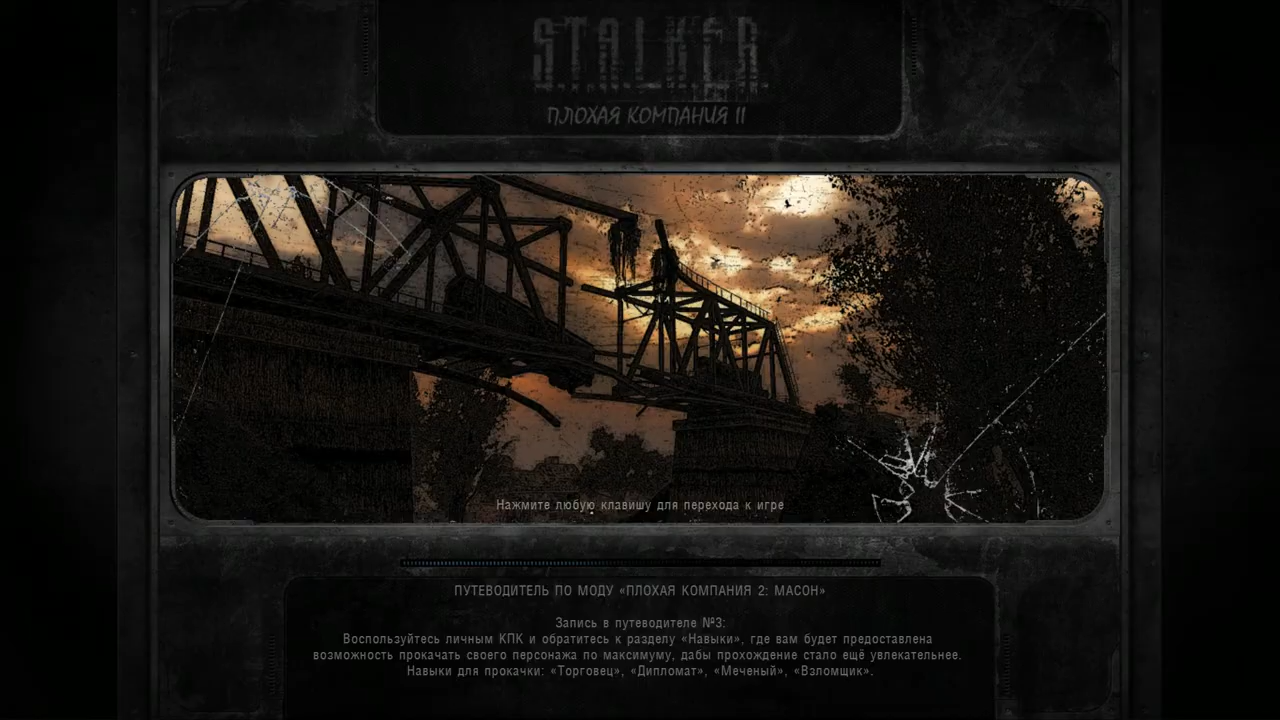 S.T.A.L.K.E.R.
ПЛОХАЯ КОМПАНИЯ II
Нажмите любую клавишу для перехода к игре
ПУТЕВОДИТЕЛЬ ПО МОДУ «ПЛОХАЯ КОМПАНИЯ 2: МАСОН»
Запись в путеводителе №3:
Воспользуйтесь личным КПК и обратитесь к разделу «Навыки», где вам будет предоставлена
возможность прокачать своего персонажа по максимуму, дабы прохождение стало ещё увлекательнее.
Навыки для прокачки: «Торговец», «Дипломат», «Меченый», «Взломщик».